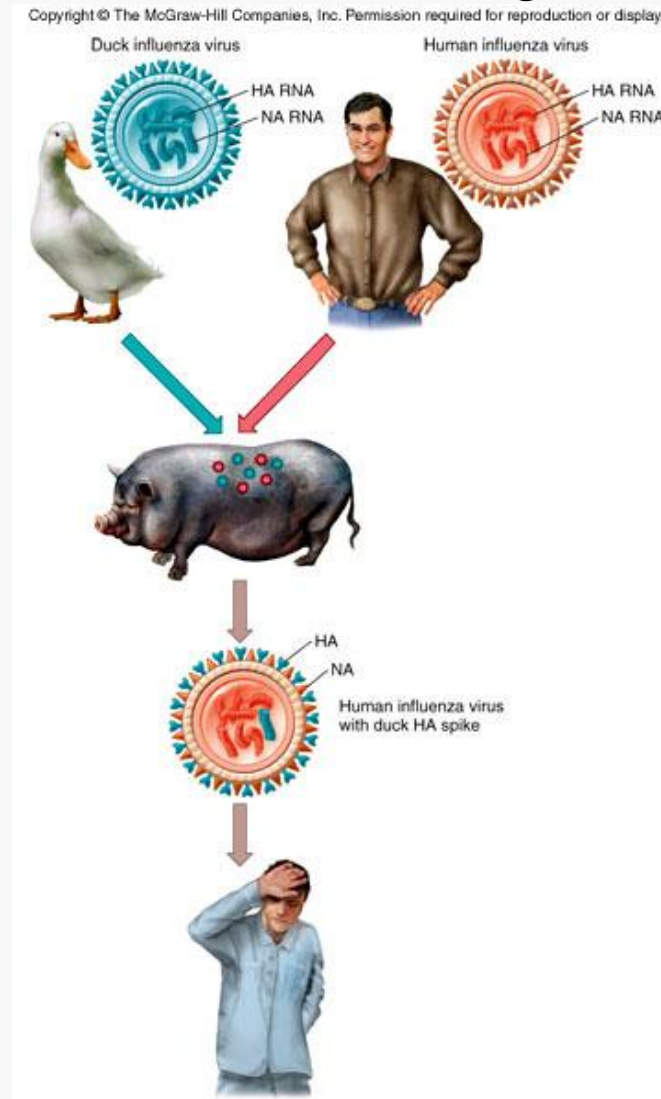 Copyright © The McGraw-Hill Companies, Inc. Permission required for reproduction or display.
Duck influenza virus
Human influenza virus
HA RNA
NA RNA
HA RNA
NA RNA
HA
NA
Human influenza virus
with duck HA spike